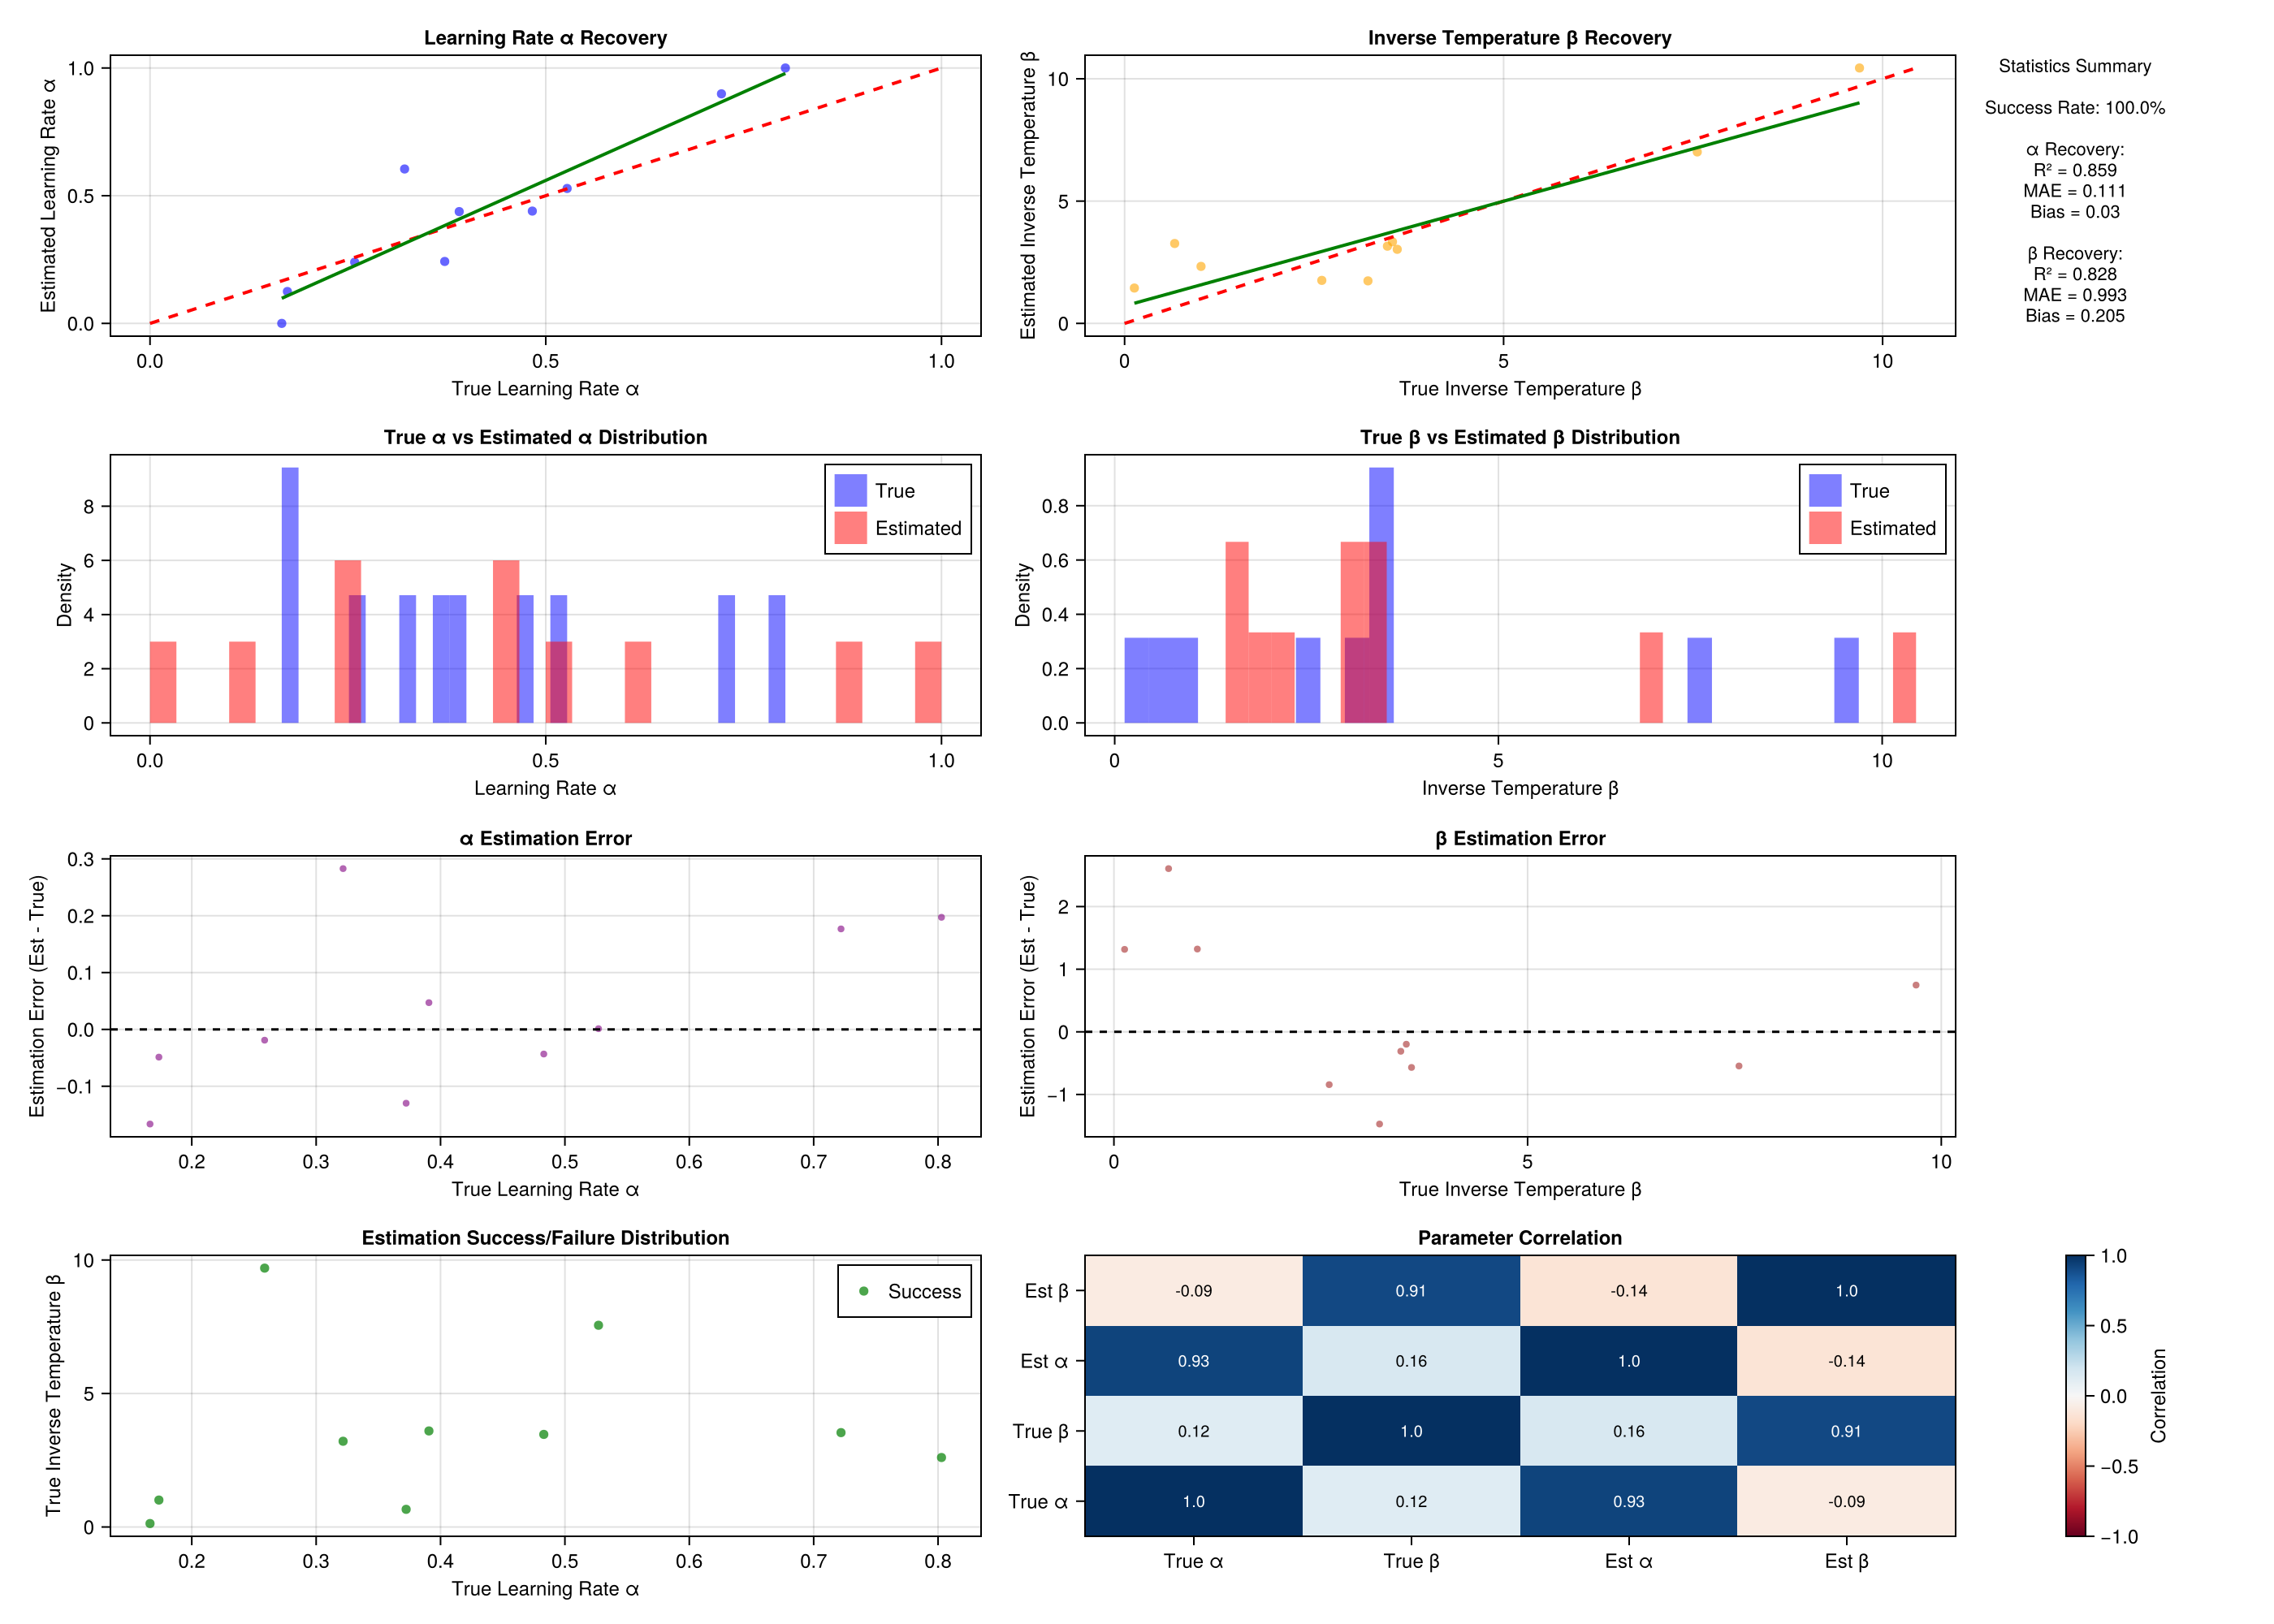 Learning Rate α Recovery
Estimated Learning Rate α
1.0
0.5
0.0
0.0 0.5 1.0
True Learning Rate α
Inverse Temperature β Recovery
Estimated Inverse Temperature β
10
5
0
0 5 10
True Inverse Temperature β
Statistics Summary
Success Rate: 100.0%
α Recovery:
R² = 0.859
MAE = 0.111
Bias = 0.03
β Recovery:
R² = 0.828
MAE = 0.993
Bias = 0.205
True α vs Estimated α Distribution
Density
8
6
4
2
0
True
Estimated
0.0 0.5 1.0
Learning Rate α
True β vs Estimated β Distribution
Density
0.8
0.6
0.4
0.2
0.0
True
Estimated
0 5 10
Inverse Temperature β
α Estimation Error
Estimation Error (Est - True)
0.3
0.2
0.1
0.0
−0.1
0.2 0.3 0.4 0.5 0.6 0.7 0.8
True Learning Rate α
β Estimation Error
Estimation Error (Est - True)
2
1
0
−1
0 5 10
True Inverse Temperature β
Estimation Success/Failure Distribution
True Inverse Temperature β
10
5
0
Success
0.2 0.3 0.4 0.5 0.6 0.7 0.8
True Learning Rate α
Parameter Correlation
Est β -0.09 0.91 -0.14 1.0
Est α 0.93 0.16 1.0 -0.14
True β 0.12 1.0 0.16 0.91
True α 1.0 0.12 0.93 -0.09
True α True β Est α Est β
1.0
0.5
0.0
−0.5
−1.0
Correlation